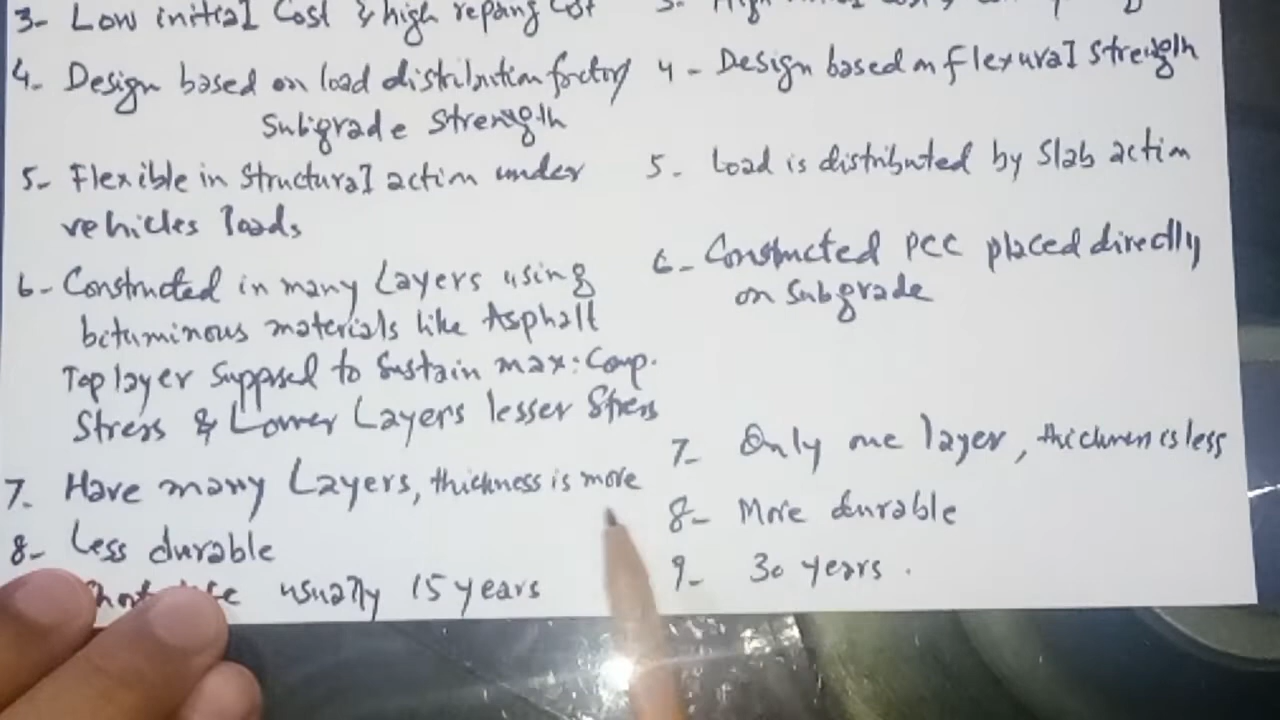 3- Low initial Cost & high repairing Cost
4- Design based on load distribution factors
Subgrade Strength
5- Flexible in Structural action under
vehicles loads
6- Constructed in many Layers using
bituminous materials like Asphalt
Top layer Supposed to Sustain max: Comp.
Stress & Lower Layers lesser Stress
7- Have many Layers, thickness is more
8- Less durable
usually 15 years
4- Design based on flexural Strength
5- Load is distributed by Slab action
6- Constructed PCC placed directly
on Subgrade
7- Only one layer, thickness is less
8- More durable
9- 30 years.